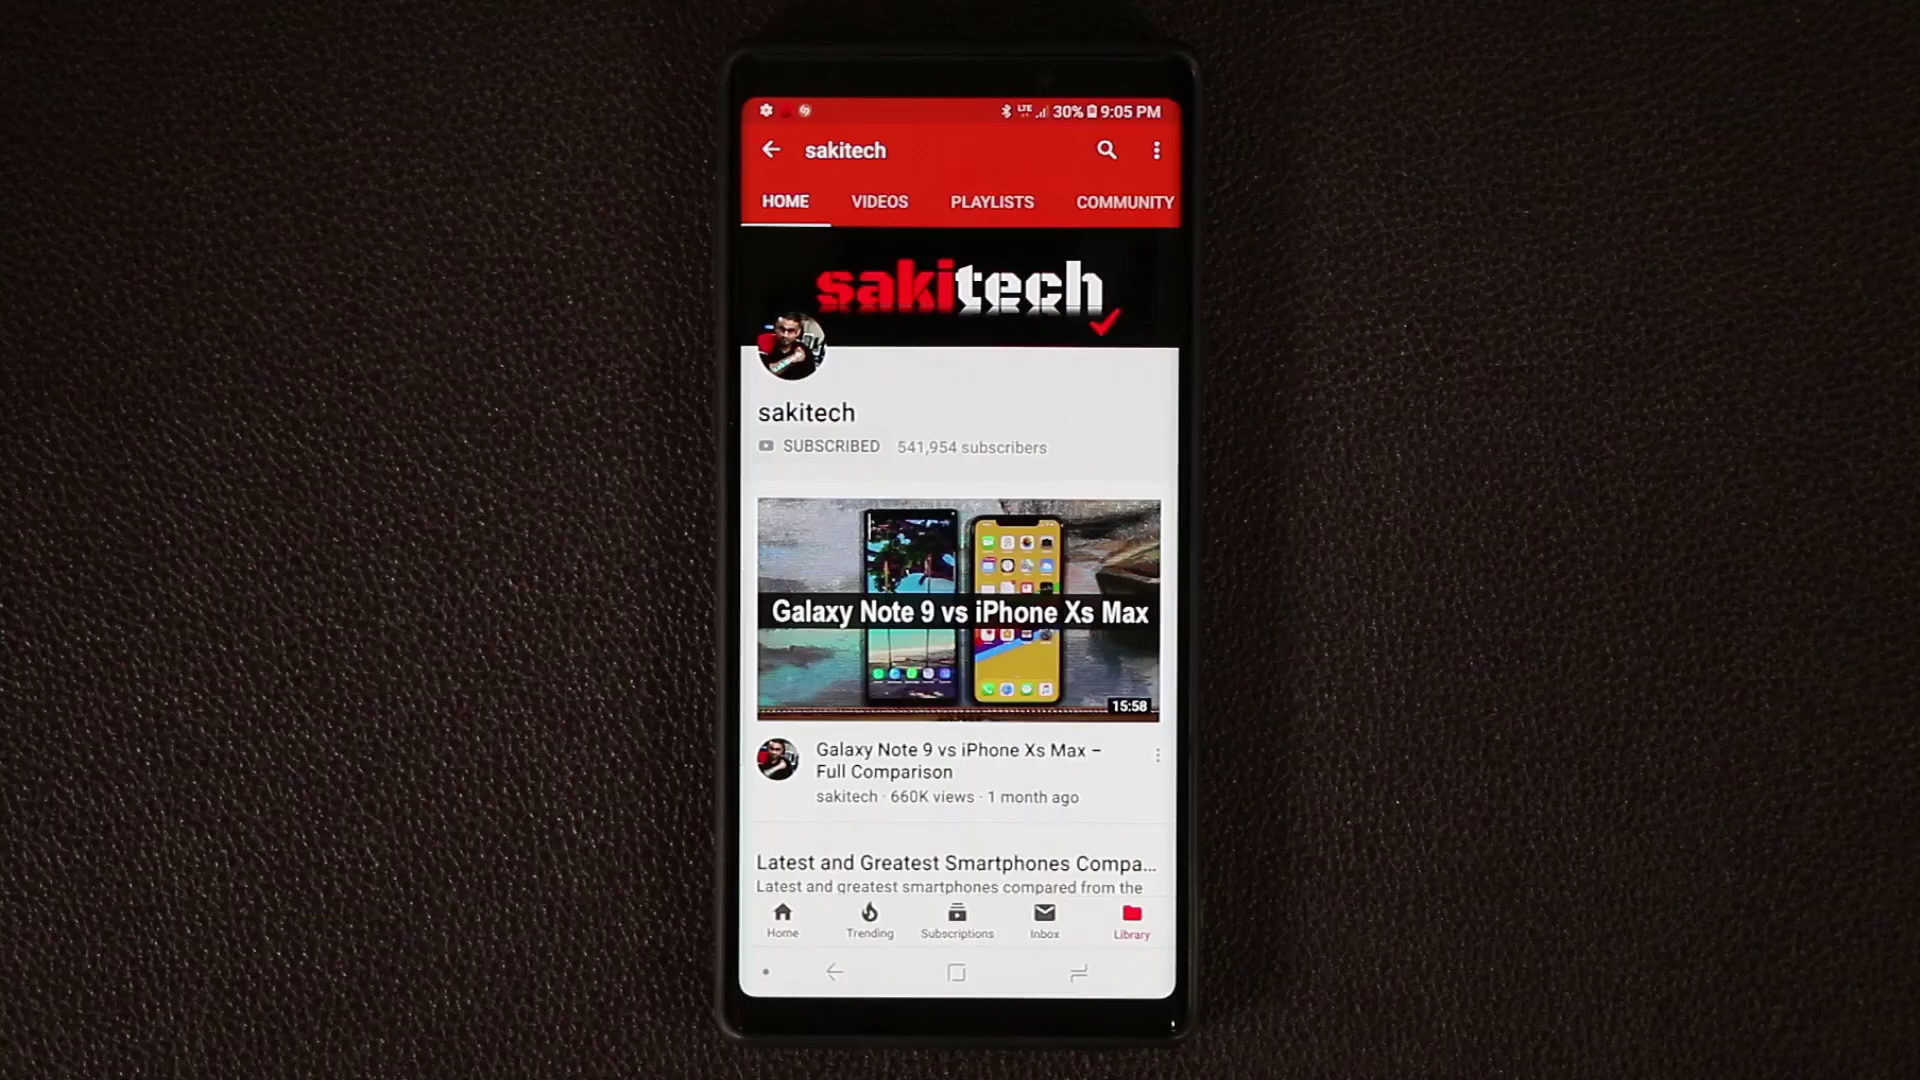 LTE 30% 9:05 PM
sakitech
HOME VIDEOS PLAYLISTS COMMUNITY
sakitech
sakitech
SUBSCRIBED 541,954 subscribers
Galaxy Note 9 vs iPhone Xs Max
15:58
Galaxy Note 9 vs iPhone Xs Max –
Full Comparison
sakitech · 660K views · 1 month ago
Latest and Greatest Smartphones Compa...
Latest and greatest smartphones compared from the
Home Trending Subscriptions Inbox Library